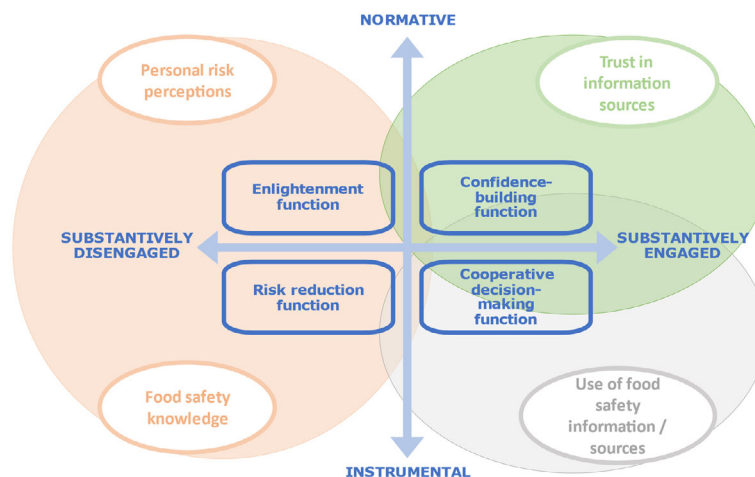 NORMATIVE
Personal risk
perceptions
Trust in
information
sources
Enlightenment
function
Confidence-
building
function
SUBSTANTIVELY
DISENGAGED
SUBSTANTIVELY
ENGAGED
Risk reduction
function
Cooperative
decision-
making
function
Food safety
knowledge
Use of food
safety
information /
sources
INSTRUMENTAL